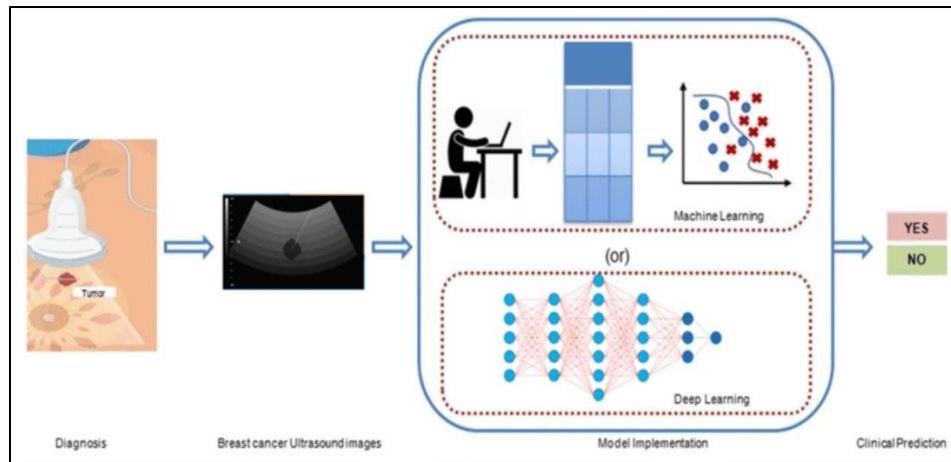 Tumor
Machine Learning
(or)
Deep Learning
YES
NO
Diagnosis
Breast cancer Ultrasound images
Model Implementation
Clinical Prediction